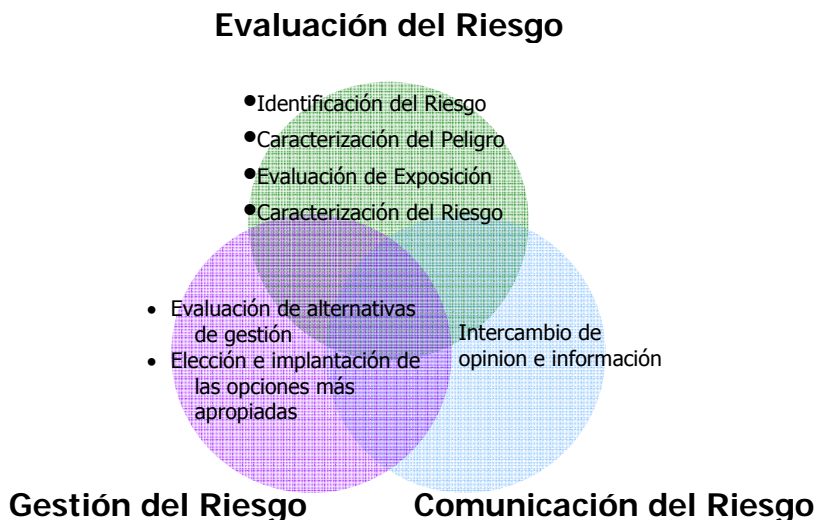 Evaluación del Riesgo
•Identificación del Riesgo
•Caracterización del Peligro
•Evaluación de Exposición
•Caracterización del Riesgo
• Evaluación de alternativas
de gestión
• Elección e implantación de
las opciones más
apropiadas
Intercambio de
opinion e información
Gestión del Riesgo
Comunicación del Riesgo